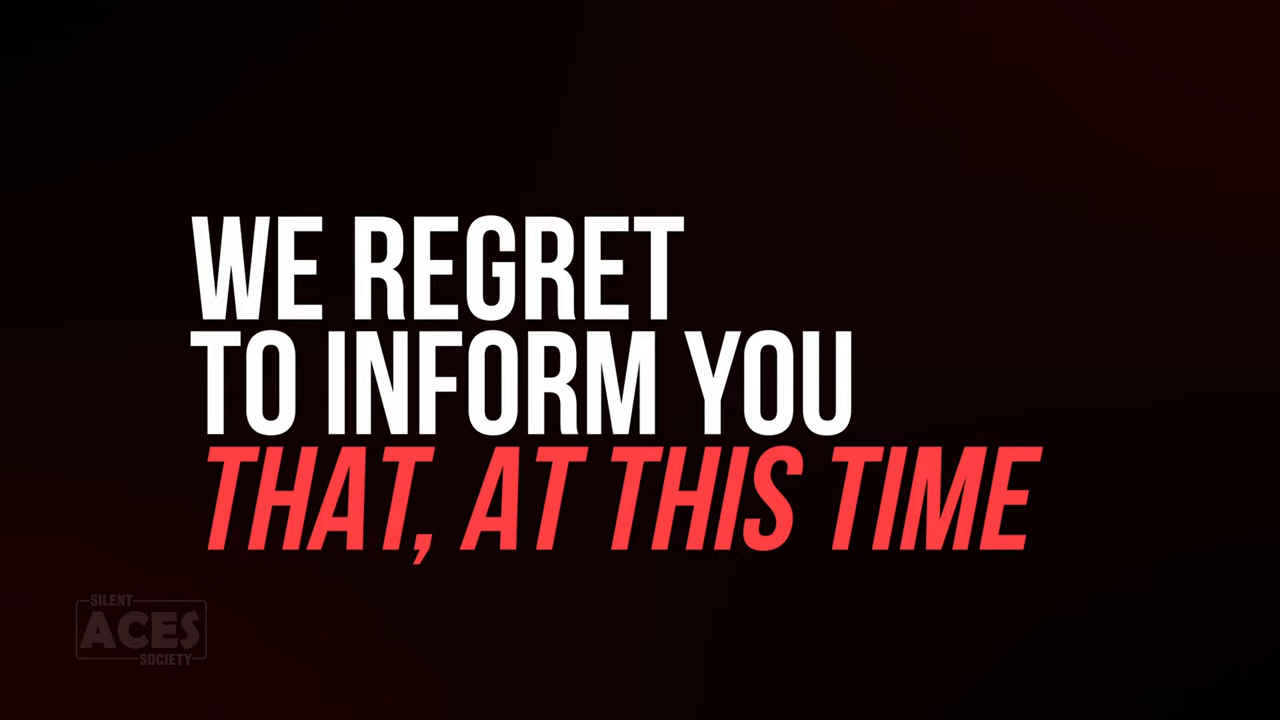 WE REGRET
TO INFORM YOU
THAT, AT THIS TIME
SILENT
ACES
SOCIETY